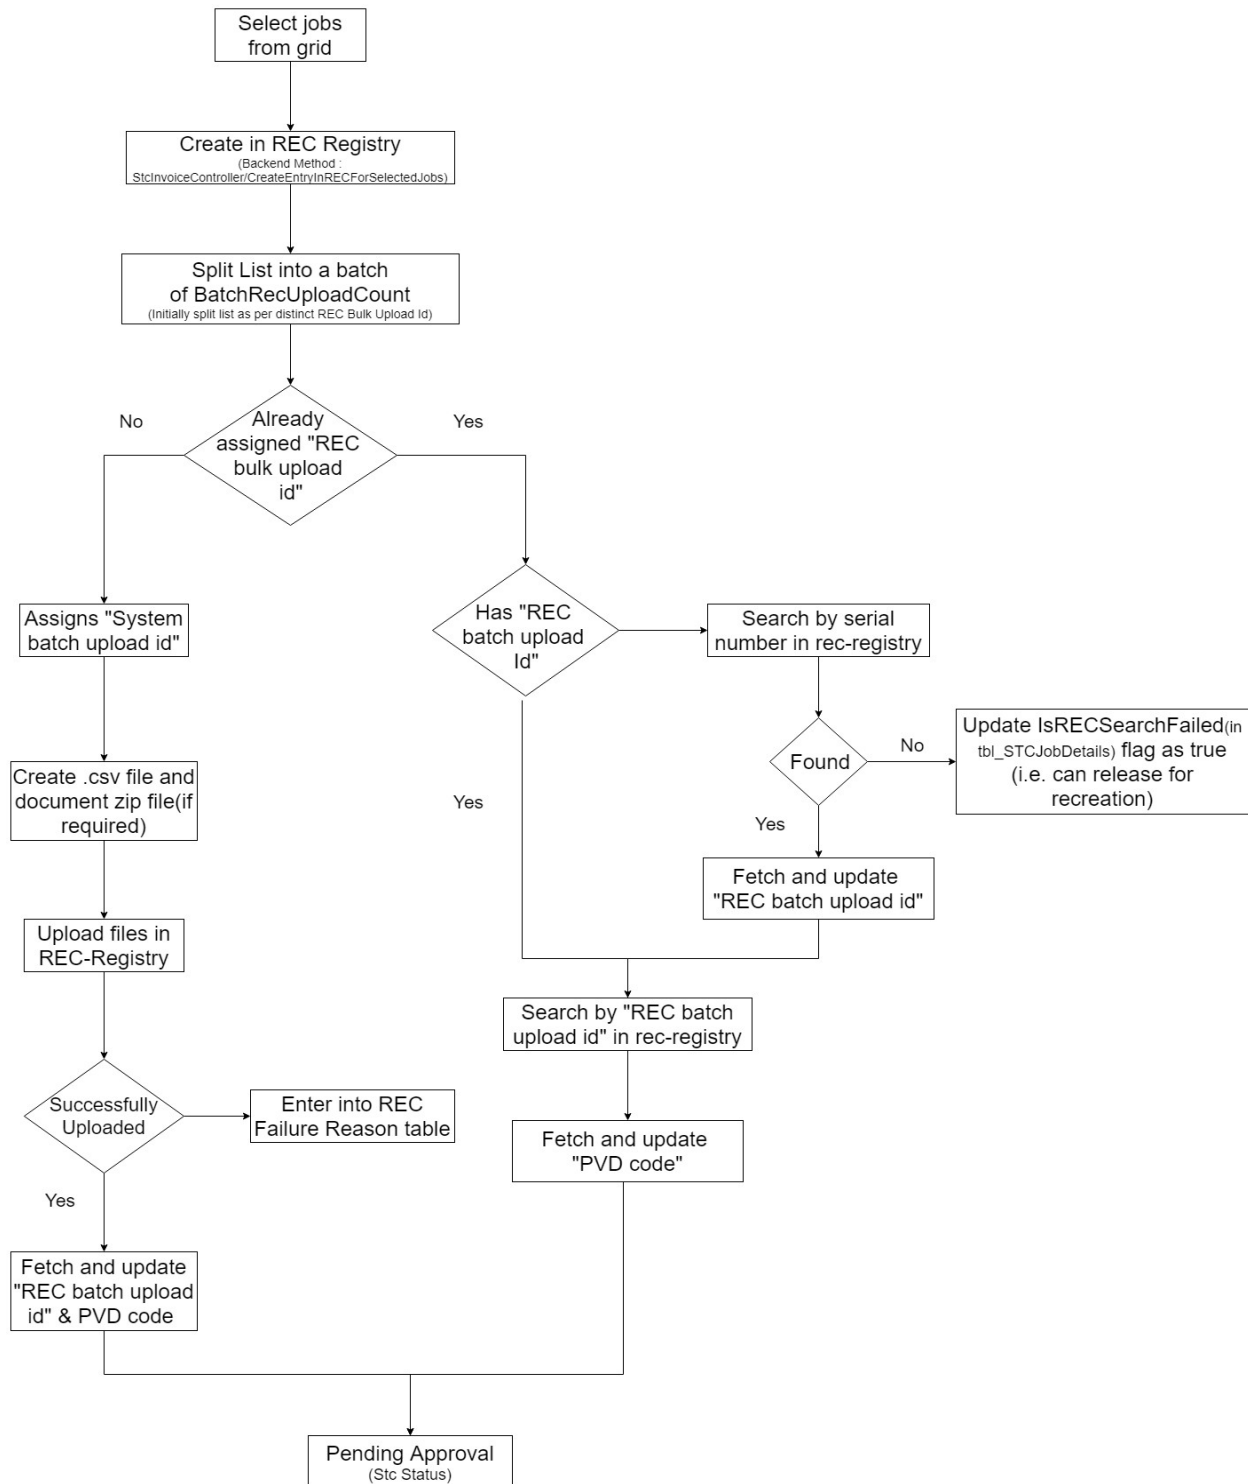 Select jobs
from grid
Create in REC Registry
(Backend Method :
StcInvoiceController/CreateEntryInRECForSelectedJobs)
Split List into a batch
of BatchRecUploadCount
(Initially split list as per distinct REC Bulk Upload Id)
No
Already
assigned "REC
bulk upload
id"
Yes
Assigns "System
batch upload id"
Has "REC
batch upload
Id"
Search by serial
number in rec-registry
Found
No
Update IsRECSearchFailed(in
tbl_STCJobDetails) flag as true
(i.e. can release for
recreation)
Create .csv file and
document zip file(if
required)
Yes
Yes
Fetch and update
"REC batch upload id"
Upload files in
REC-Registry
Search by "REC batch
upload id" in rec-registry
Successfully
Uploaded
Enter into REC
Failure Reason table
Fetch and update
"PVD code"
Yes
Fetch and update
"REC batch upload
id" & PVD code
Pending Approval
(Stc Status)